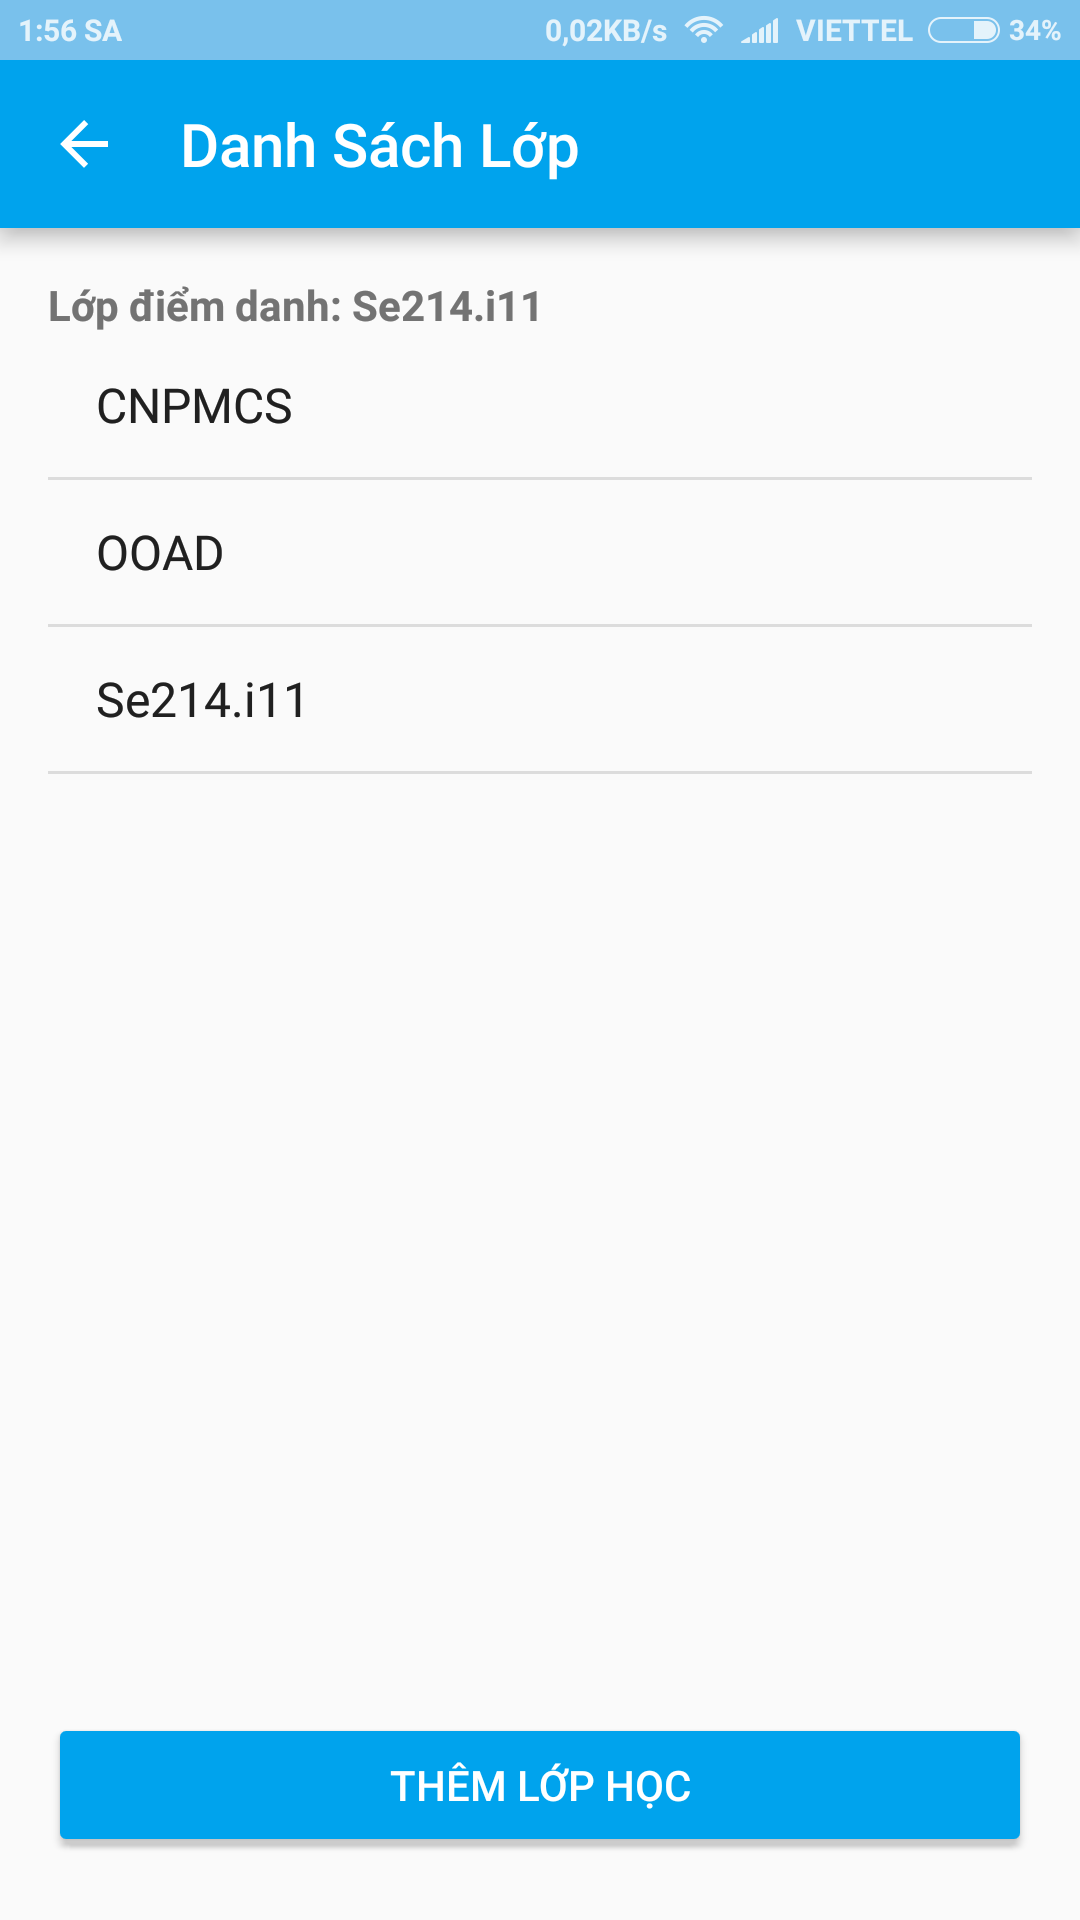 1:56 SA 0,02KB/s VIETTEL 34%
Danh Sách Lớp
Lớp điểm danh: Se214.i11
CNPMCS
OOAD
Se214.i11
THÊM LỚP HỌC